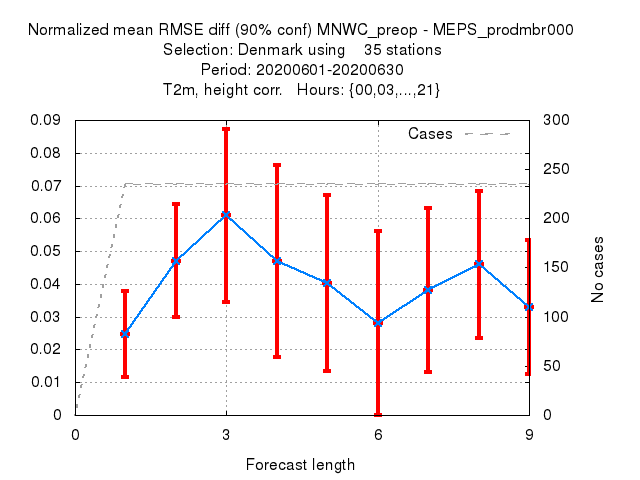 Normalized mean RMSE diff (90% conf) MNWC_preop - MEPS_prodmbr000
Selection: Denmark using    35 stations
Period: 20200601-20200630
T2m, height corr.   Hours: {00,03,...,21}
Cases
0.09
0.08
0.07
0.06
0.05
0.04
0.03
0.02
0.01
0
300
250
200
150
100
50
0
No cases
0 3 6 9
Forecast length